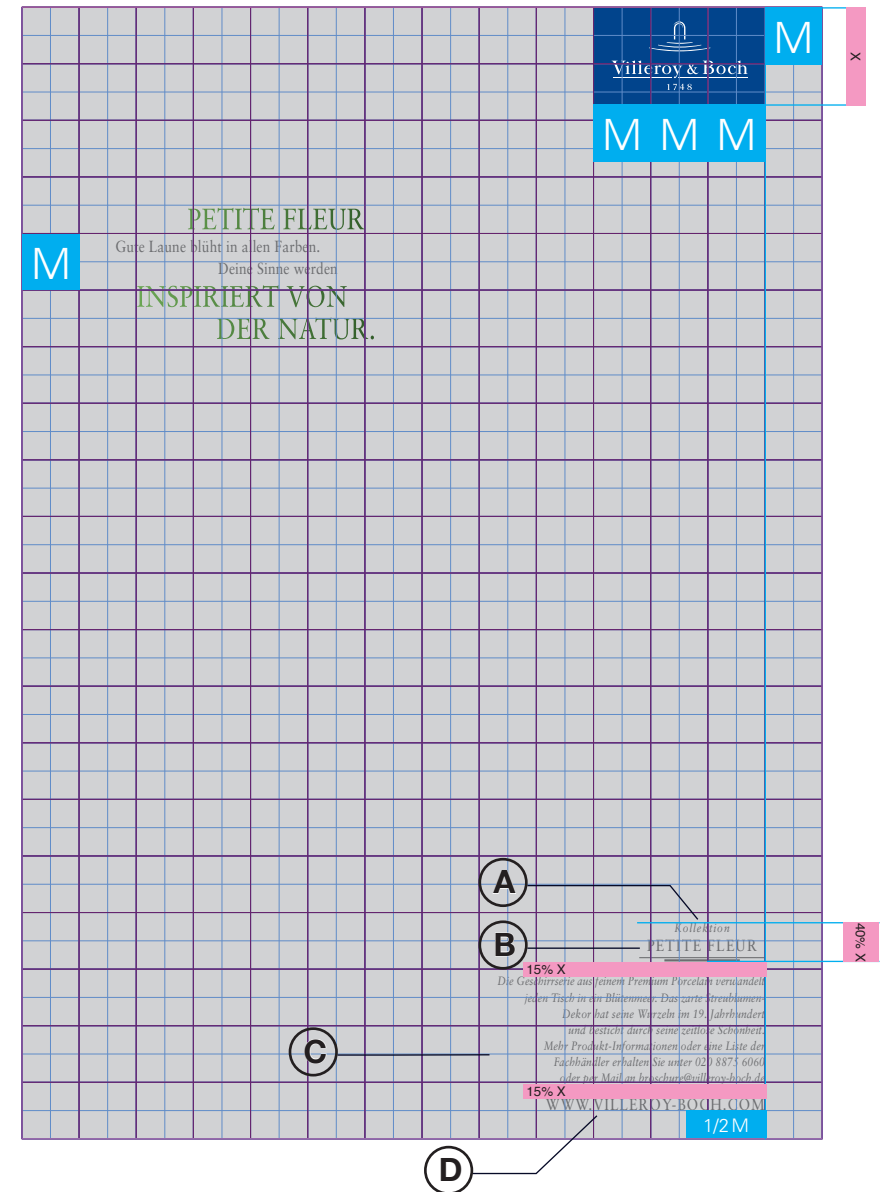 M
X
Villeroy & Boch
1748
M M M
PETITE FLEUR
Gute Laune blüht in allen Farben.
M
Deine Sinne werden
INSPIRIERT VON
DER NATUR.
A
Kollektion
40% X
B
PETITE FLEUR
15% X
Die Geschirrserie aus feinem Premium Porcelain verwandelt
jeden Tisch in ein Blütenmeer. Das zarte Streublumen-
Dekor hat seine Wurzeln im 19. Jahrhundert
und besticht durch seine zeitlose Schönheit.
Mehr Produkt-Informationen oder eine Liste der
C
Fachhändler erhalten Sie unter 020 8875 6060
oder per Mail an broschure@villeroy-boch.de
15% X
WWW.VILLEROY-BOCH.COM
1/2 M
D